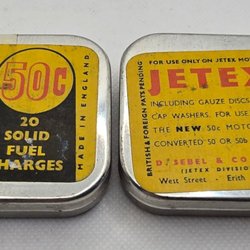 50C
20
SOLID
FUEL
CHARGES
MADE IN ENGLAND
BRITISH & FOREIGN PATS PENDING
FOR USE ONLY ON JETEX MO
JETEX
INCLUDING GAUZE DISC
CAP WASHERS, FOR USE
THE NEW 50c MOTO
CONVERTED 50 OR 50b
D. SEBEL & CO
(JETEX DIVISIO
West Street - Erith